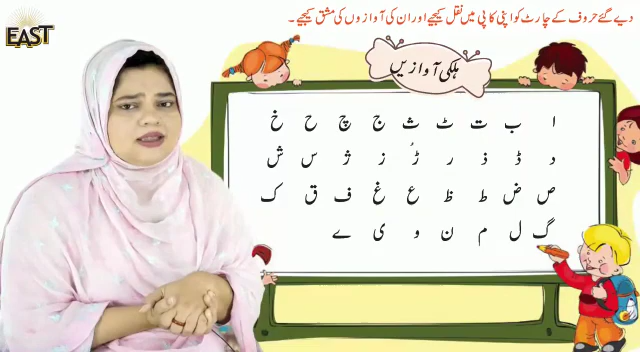 EAST
دیے گئے حروف کے چارٹ کو اپنی کاپی میں نقل کیجیے اور ان کی آوازوں کی مشق کیجیے۔
ہلکی آوازیں
ا ب ت ٹ ث ج چ ح خ
د ڈ ذ ر ڑ ز ژ س ش
ص ض ط ظ ع غ ف ق ک
گ ل م ن و ی ے